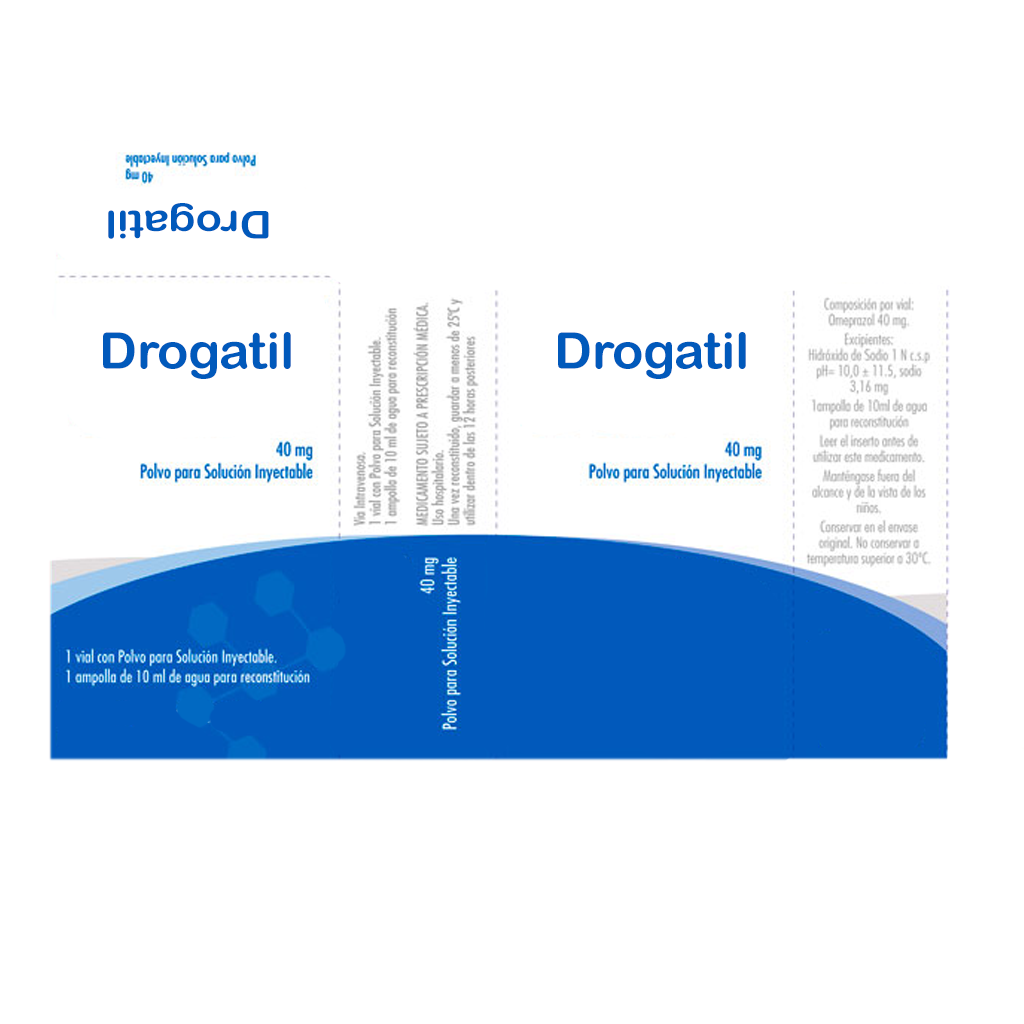 Polvo para Solución Inyectable
40 mg
Drogatil
Drogatil
40 mg
Polvo para Solución Inyectable
1 vial con Polvo para Solución Inyectable.
1 ampolla de 10 ml de agua para reconstitución
Vía Intravenosa.
1 vial con Polvo para Solución Inyectable.
1 ampolla de 10 ml de agua para reconstitución
MEDICAMENTO SUJETO A PRESCRIPCIÓN MÉDICA.
Uso hospitalario.
Una vez reconstituido, guardar a menos de 25°C y
utilizar dentro de las 12 horas posteriores
40 mg
Polvo para Solución Inyectable
Drogatil
40 mg
Polvo para Solución Inyectable
Composición por vial:
Omeprazol 40 mg.
Excipientes:
Hidróxido de Sodio 1 N c.s.p
pH= 10,0 ± 11.5, sodio
3,16 mg
1ampolla de 10ml de agua
para reconstitución
Leer el inserto antes de
utilizar este medicamento.
Manténgase fuera del
alcance y de la vista de los
niños.
Conservar en el envase
original. No conservar a
temperatura superior a 30°C.